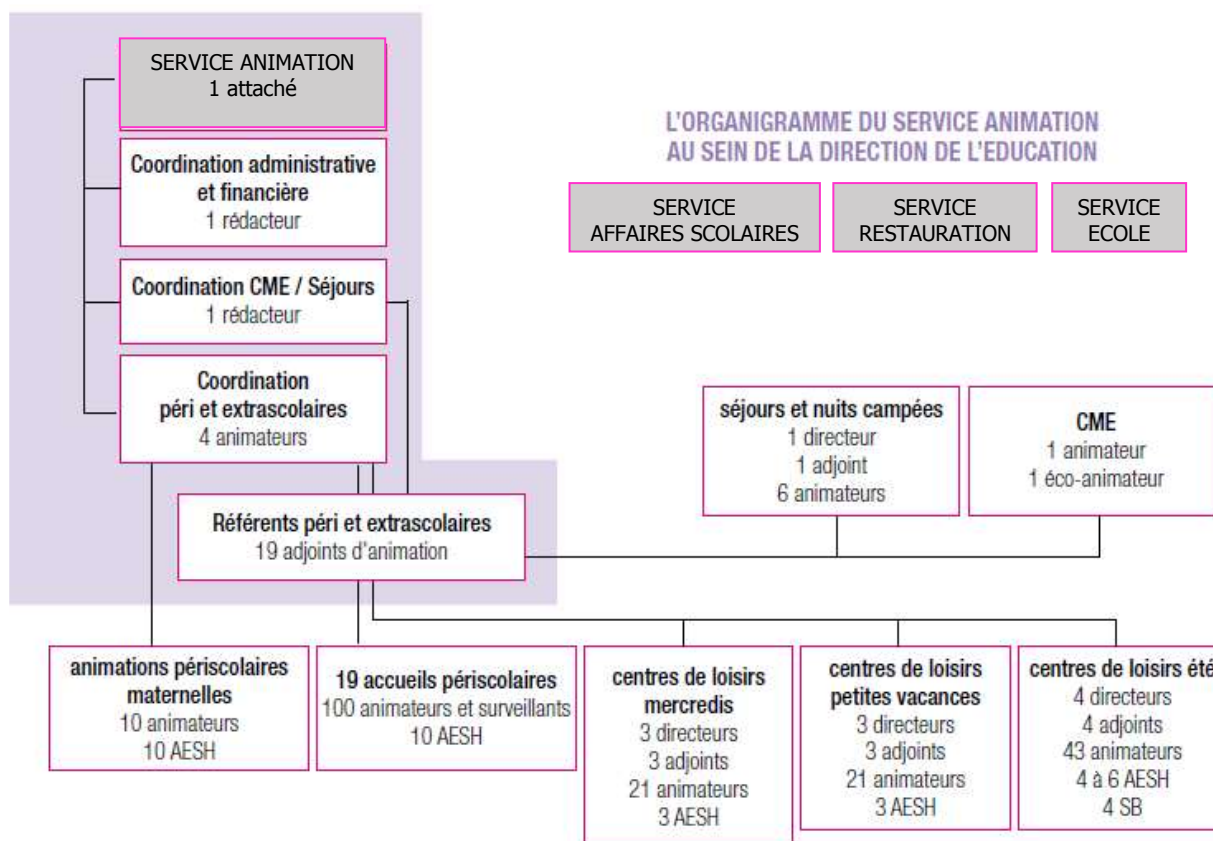 SERVICE ANIMATION
1 attaché
Coordination administrative
et financière
1 rédacteur
Coordination CME / Séjours
1 rédacteur
Coordination
péri et extrascolaires
4 animateurs
Référents péri et extrascolaires
19 adjoints d'animation
L'ORGANIGRAMME DU SERVICE ANIMATION
AU SEIN DE LA DIRECTION DE L'EDUCATION
SERVICE
AFFAIRES SCOLAIRES
SERVICE
RESTAURATION
SERVICE
ECOLE
séjours et nuits campées
1 directeur
1 adjoint
6 animateurs
CME
1 animateur
1 éco-animateur
animations périscolaires
maternelles
10 animateurs
10 AESH
19 accueils périscolaires
100 animateurs et surveillants
10 AESH
centres de loisirs
mercredis
3 directeurs
3 adjoints
21 animateurs
3 AESH
centres de loisirs
petites vacances
3 directeurs
3 adjoints
21 animateurs
3 AESH
centres de loisirs été
4 directeurs
4 adjoints
43 animateurs
4 à 6 AESH
4 SB